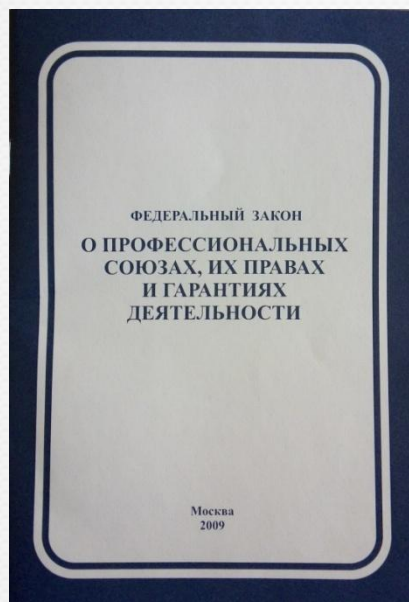 ФЕДЕРАЛЬНЫЙ ЗАКОН
О ПРОФЕССИОНАЛЬНЫХ
СОЮЗАХ, ИХ ПРАВАХ
И ГАРАНТИЯХ
ДЕЯТЕЛЬНОСТИ
Москва
2009